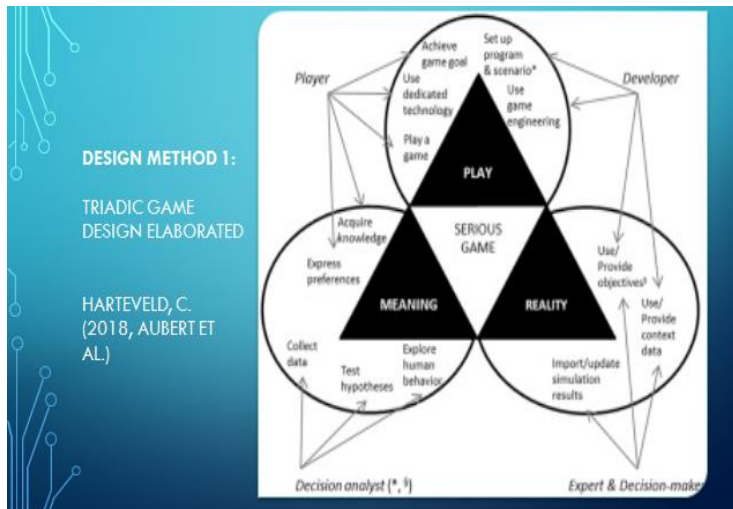 DESIGN METHOD 1:
TRIADIC GAME
DESIGN ELABORATED
HARTEVELD, C.
(2018, AUBERT ET
AL.)
Player
Developer
Achieve
game goal
Use
dedicated
technology
Play a
game
Set up
program
& scenario*
Use
game
engineering
PLAY
SERIOUS
GAME
Acquire
knowledge
Express
preferences
MEANING
Collect
data
Test
hypotheses
Explore
human
behavior
REALITY
Use/
Provide
objectives§
Use/
Provide
context
data
Import/update
simulation
results
Decision analyst (*, §)
Expert & Decision-maker